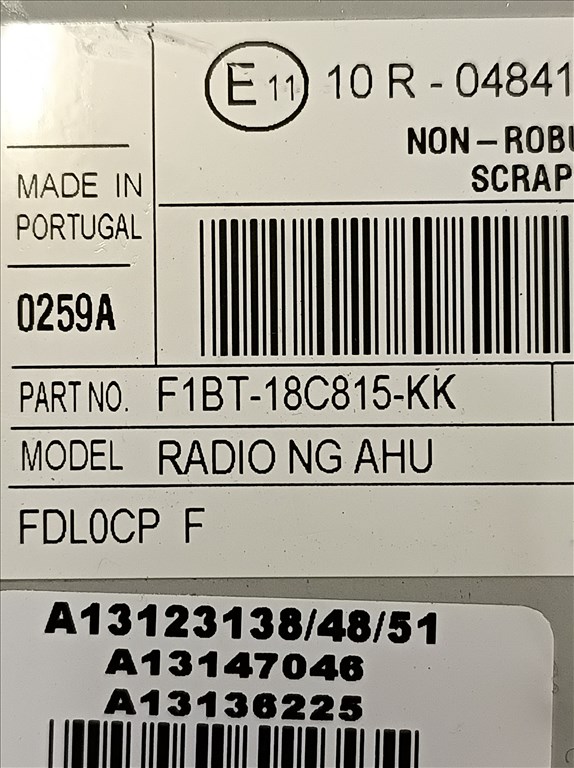 E 11 10 R - 04841
NON-ROBU
SCRAP
MADE IN
PORTUGAL
0259A
PART NO. F1BT-18C815-KK
MODEL RADIO NG AHU
FDL0CP F
A13123138/48/51
A13147046
A13136225